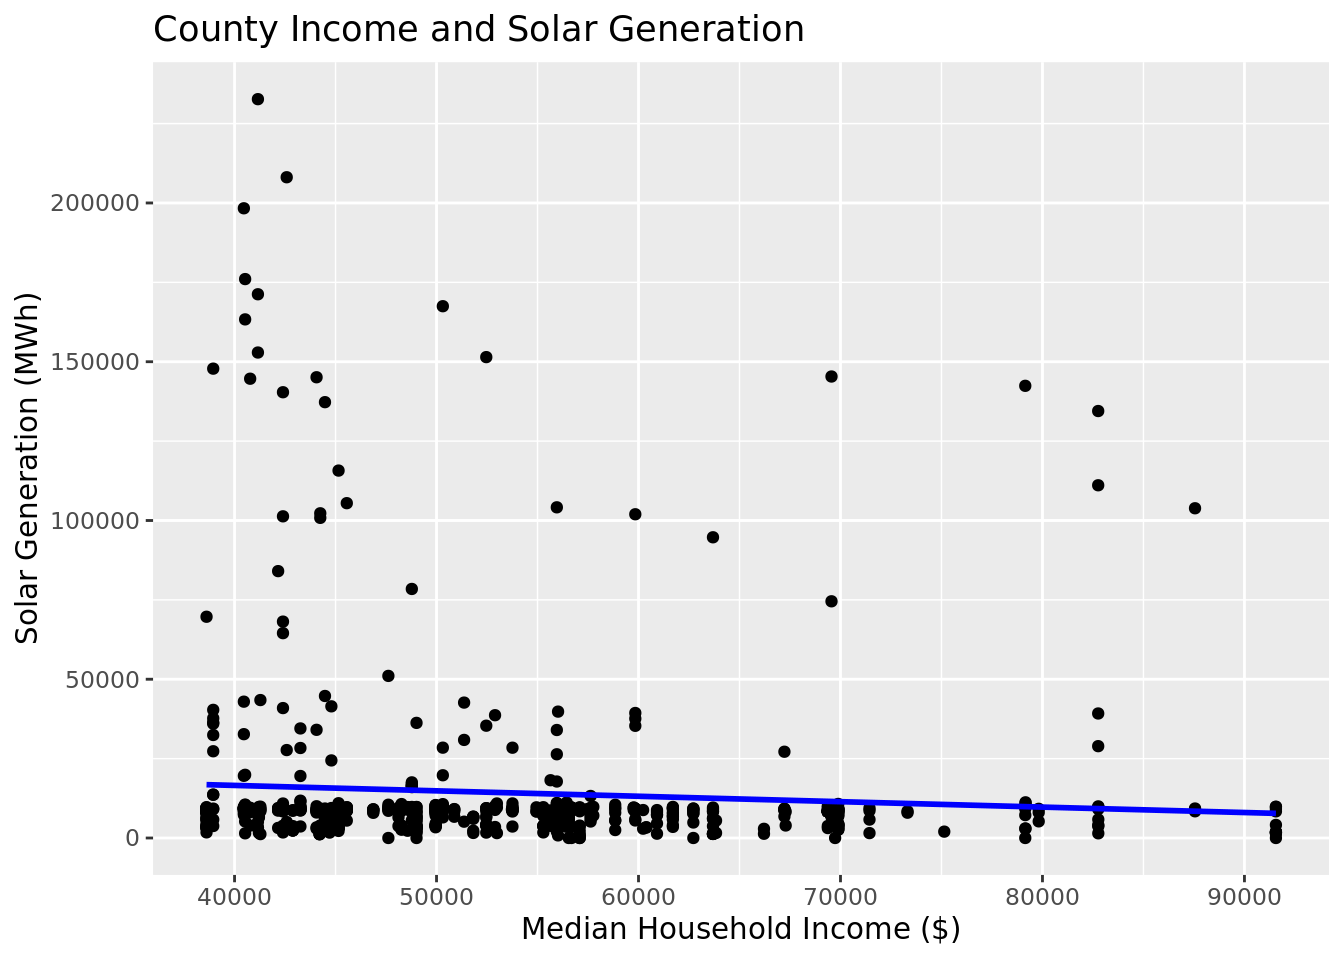 County Income and Solar Generation
Solar Generation (MWh)
200000
150000
100000
50000
0
40000 50000 60000 70000 80000 90000
Median Household Income ($)